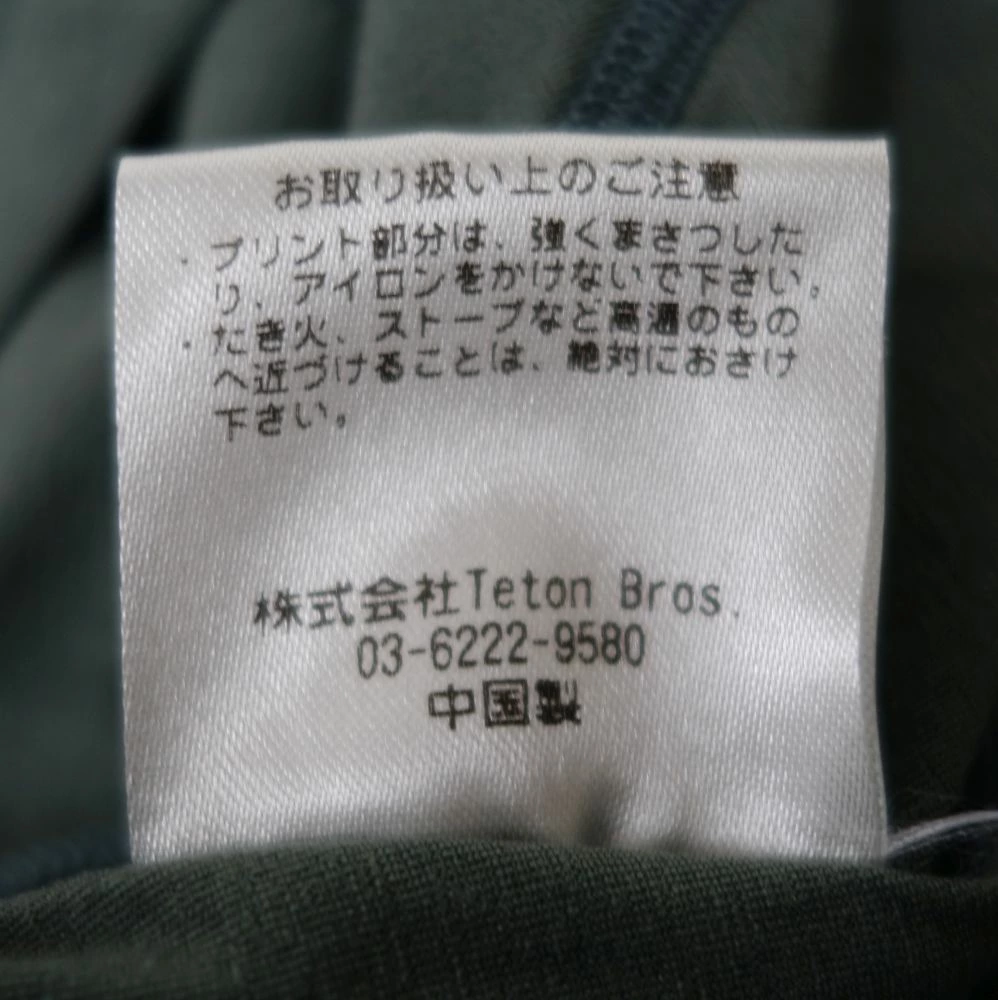 お取り扱い上のご注意
・プリント部分は、強くまさつした
り、アイロンをかけないで下さい。
・たき火、ストーブなど高温のもの
へ近づけることは、絶対におさけ
下さい。
株式会社Teton Bros.
03-6222-9580
中国製